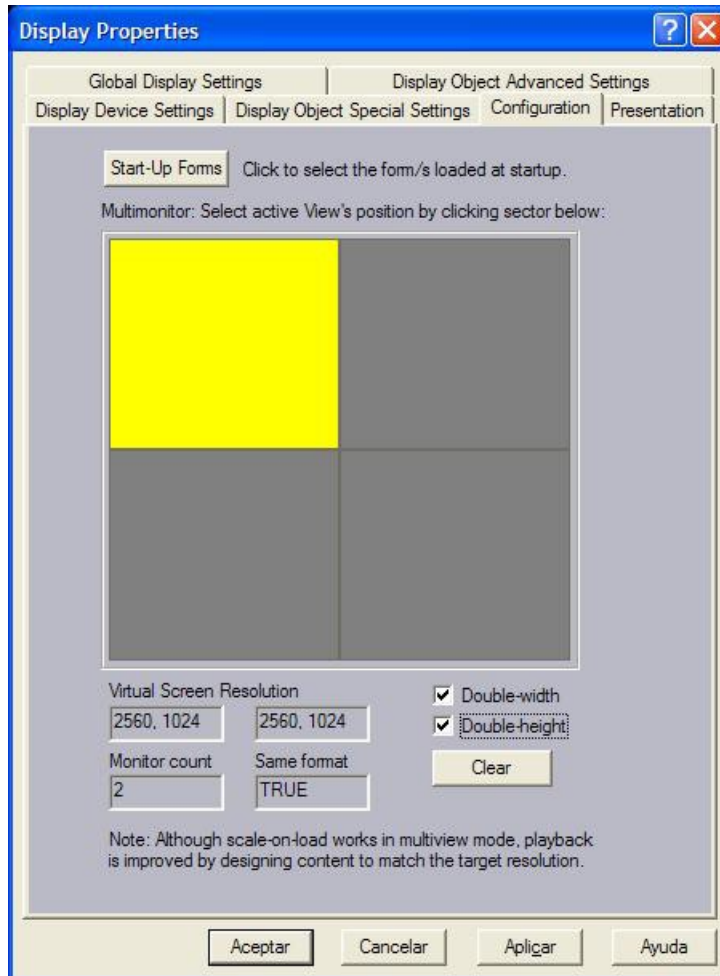 Display Properties
Global Display Settings
Display Object Advanced Settings
Display Device Settings
Display Object Special Settings
Configuration
Presentation
Start-Up Forms
Click to select the form/s loaded at startup.
Multimonitor: Select active View's position by clicking sector below:
Virtual Screen Resolution
2560, 1024
2560, 1024
Double-width
Double-height
Monitor count
Same format
Clear
2
TRUE
Note: Although scale-on-load works in multiview mode, playback
is improved by designing content to match the target resolution.
Aceptar
Cancelar
Aplicar
Ayuda